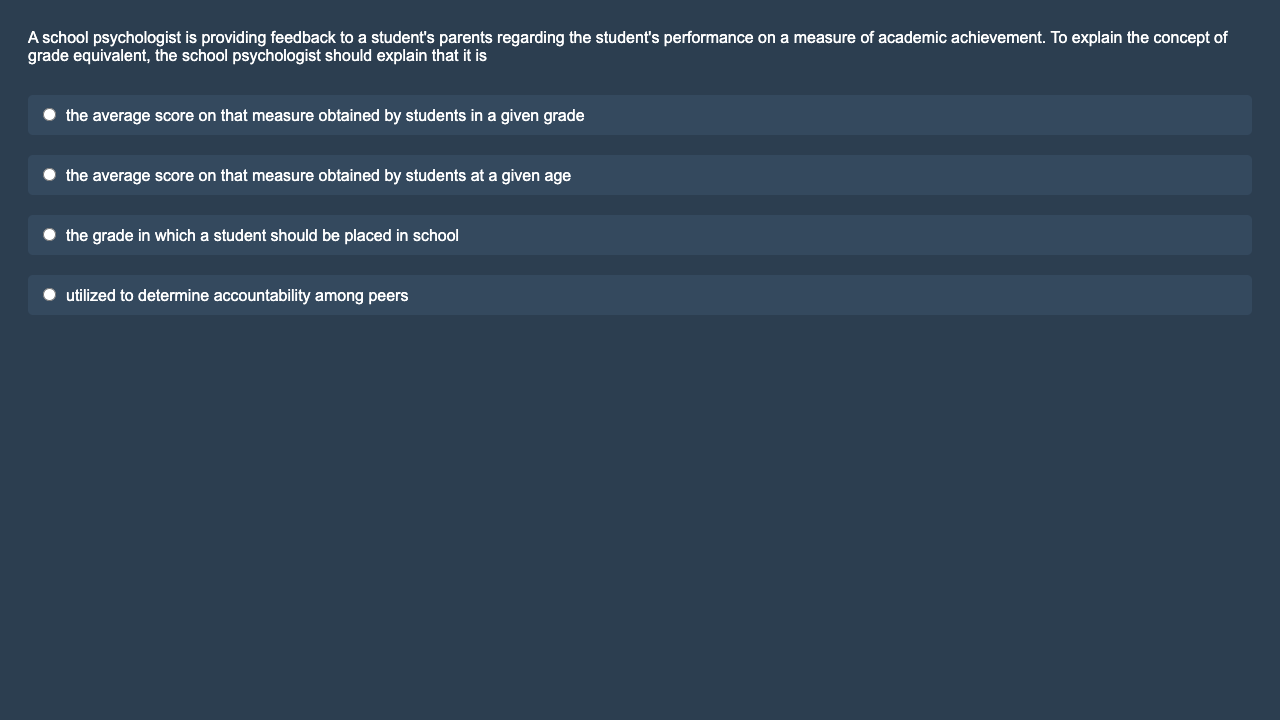 A school psychologist is providing feedback to a student's parents regarding the student's performance on a measure of academic achievement. To explain the concept of
grade equivalent, the school psychologist should explain that it is
the average score on that measure obtained by students in a given grade
the average score on that measure obtained by students at a given age
the grade in which a student should be placed in school
utilized to determine accountability among peers